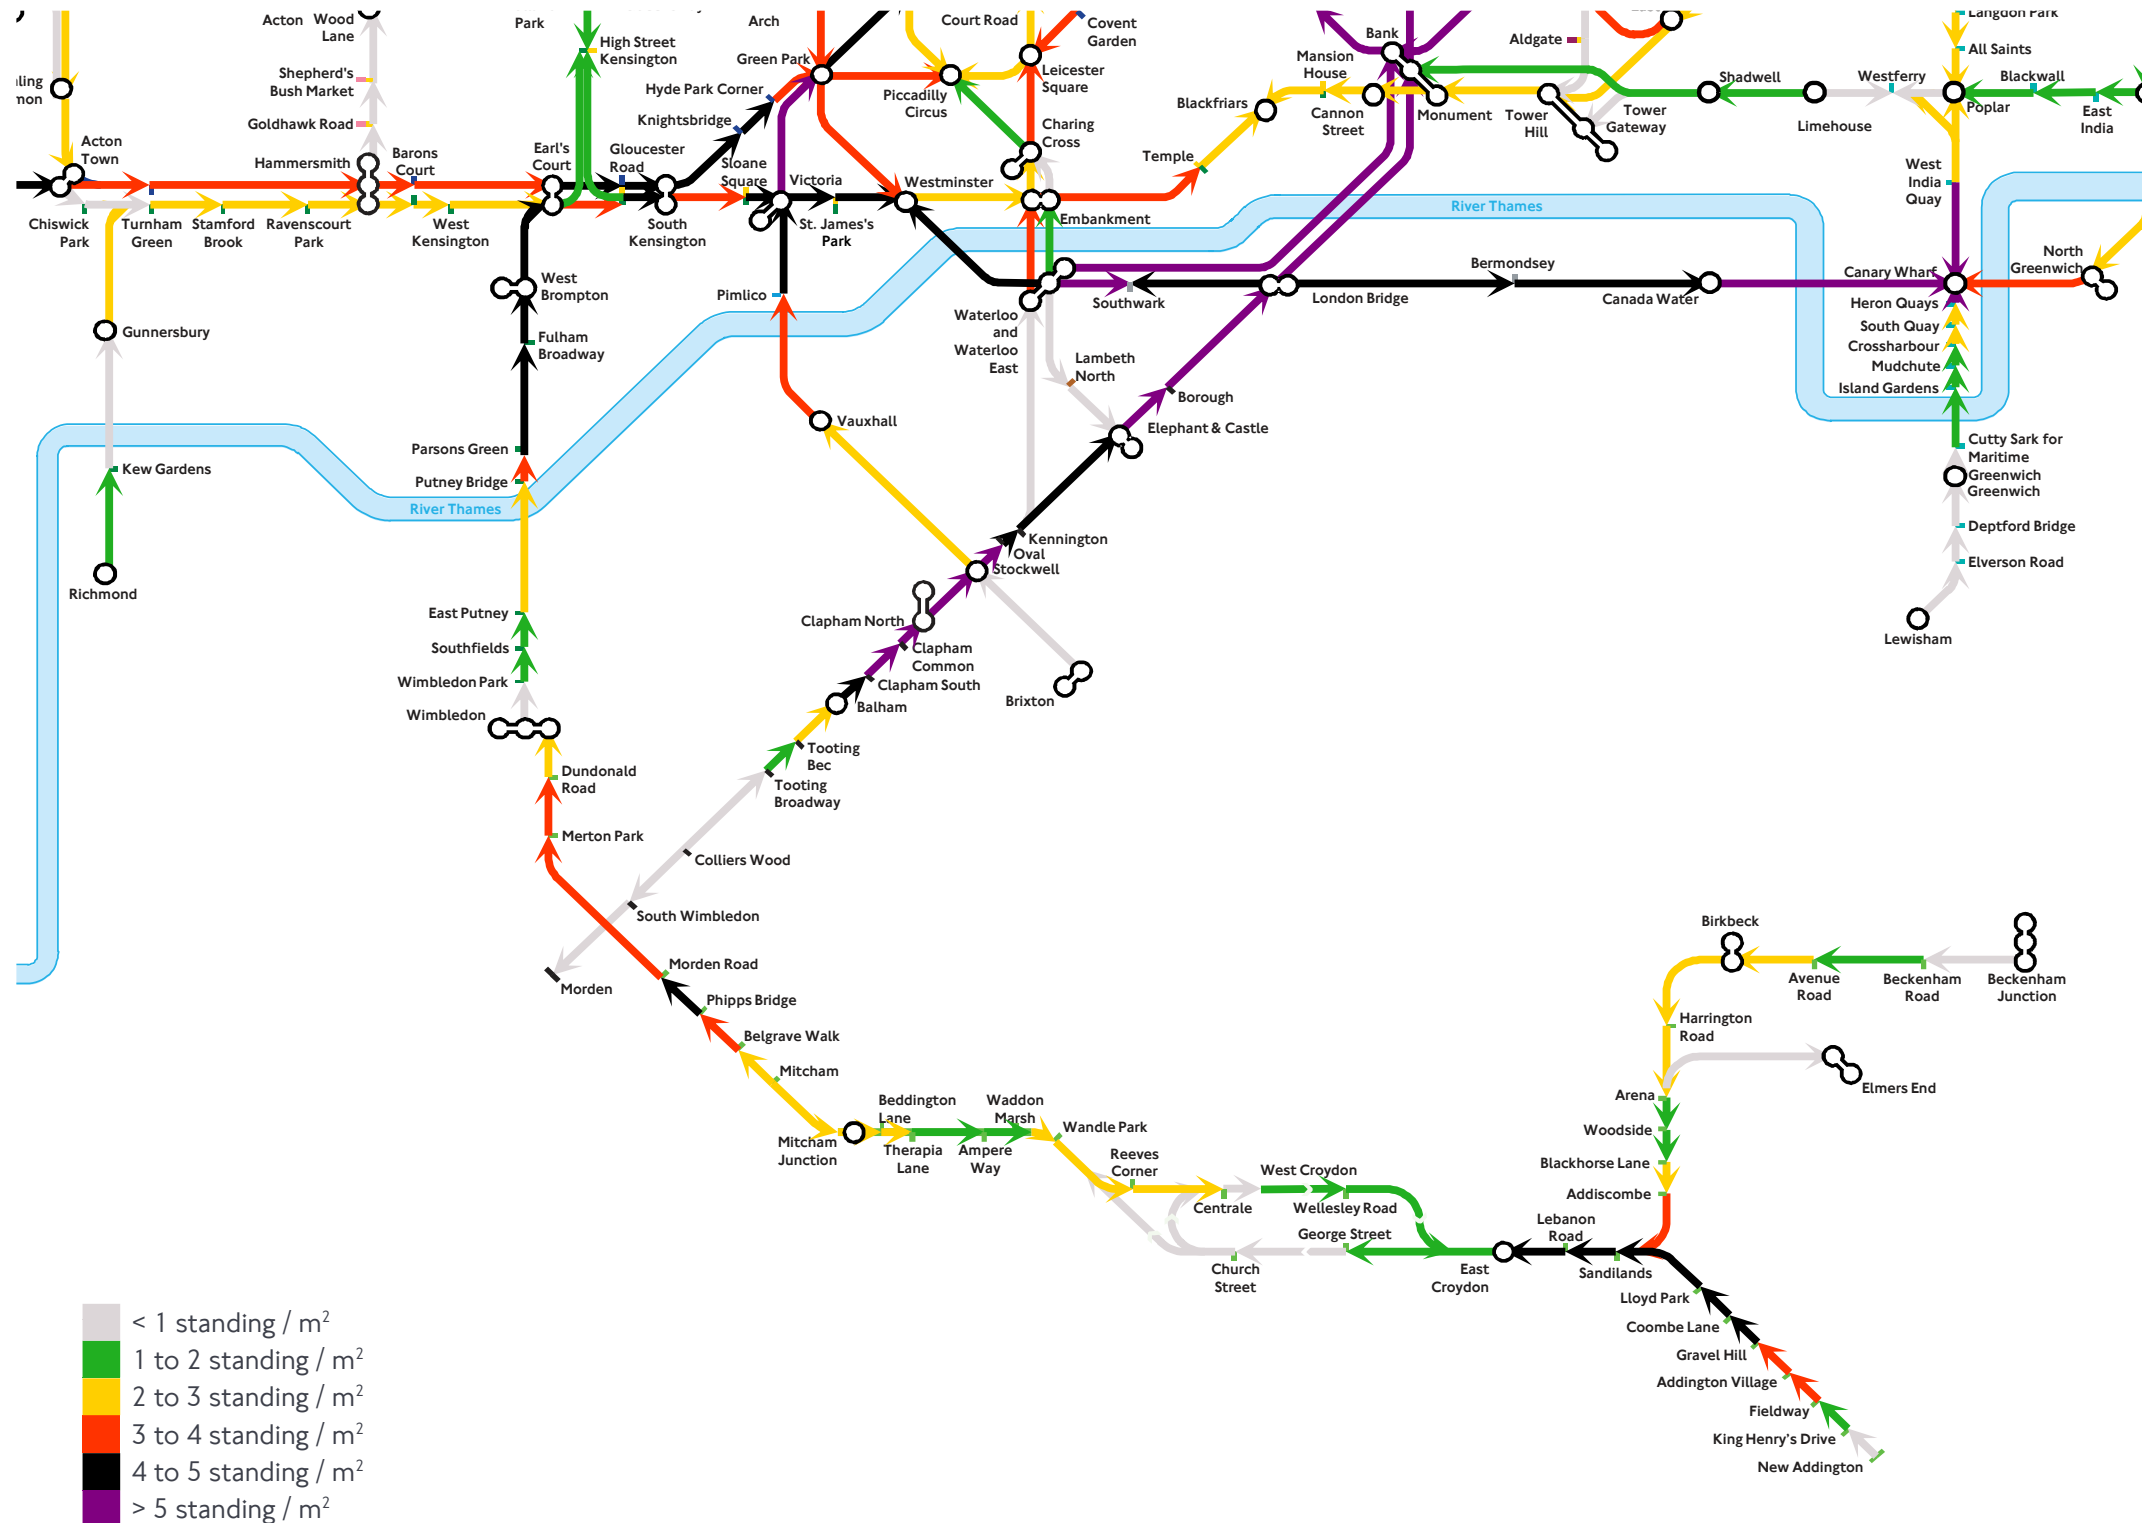 Park
Acton
Wood
Lane
Arch
Court Road
Covent
Garden
Bank
Aldgate
Langdon Park
High Street
Kensington
Green Park
Leicester
Square
Mansion
House
All Saints
Shepherd's
Bush Market
Hyde Park Corner
Piccadilly
Circus
Blackfriars
Shadwell
Westferry
Blackwall
ling
mon
Goldhawk Road
Knightsbridge
Charing
Cross
Cannon
Street
Monument
Tower
Hill
Tower
Gateway
Limehouse
Poplar
East
India
Acton
Town
Hammersmith
Barons
Court
Earl's
Court
Gloucester
Road
Sloane
Square
Victoria
Westminster
Temple
West
India
Quay
Chiswick
Park
Turnham
Green
Stamford
Brook
Ravenscourt
Park
West
Kensington
South
Kensington
St. James's
Park
Embankment
River Thames
North
Greenwich
West
Brompton
Pimlico
Southwark
Bermondsey
London Bridge
Canada Water
Canary Wharf
Heron Quays
South Quay
Crossharbour
Mudchute
Island Gardens
Gunnersbury
Fulham
Broadway
Waterloo
and
Waterloo
East
Lambeth
North
Borough
Elephant & Castle
Vauxhall
Kew Gardens
Parsons Green
Putney Bridge
River Thames
Cutty Sark for
Maritime
Greenwich
Greenwich
Deptford Bridge
Elverson Road
Lewisham
Richmond
Kennington
Oval
Stockwell
East Putney
Southfields
Wimbledon Park
Wimbledon
Clapham North
Clapham
Common
Clapham South
Balham
Brixton
Tooting
Bec
Tooting
Broadway
Dundonald
Road
Merton Park
Colliers Wood
South Wimbledon
Morden
Morden Road
Phipps Bridge
Belgrave Walk
Mitcham
Mitcham
Junction
Beddington
Lane
Therapia
Lane
Waddon
Marsh
Ampere
Way
Wandle Park
Reeves
Corner
Centrale
West Croydon
Wellesley Road
George Street
Church
Street
East
Croydon
Lebanon
Road
Sandilands
Birkbeck
Avenue
Road
Beckenham
Road
Beckenham
Junction
Harrington
Road
Elmers End
Arena
Woodside
Blackhorse Lane
Addiscombe
Lloyd Park
Coombe Lane
Gravel Hill
Addington Village
Fieldway
King Henry's Drive
New Addington
< 1 standing / m²
1 to 2 standing / m²
2 to 3 standing / m²
3 to 4 standing / m²
4 to 5 standing / m²
> 5 standing / m²